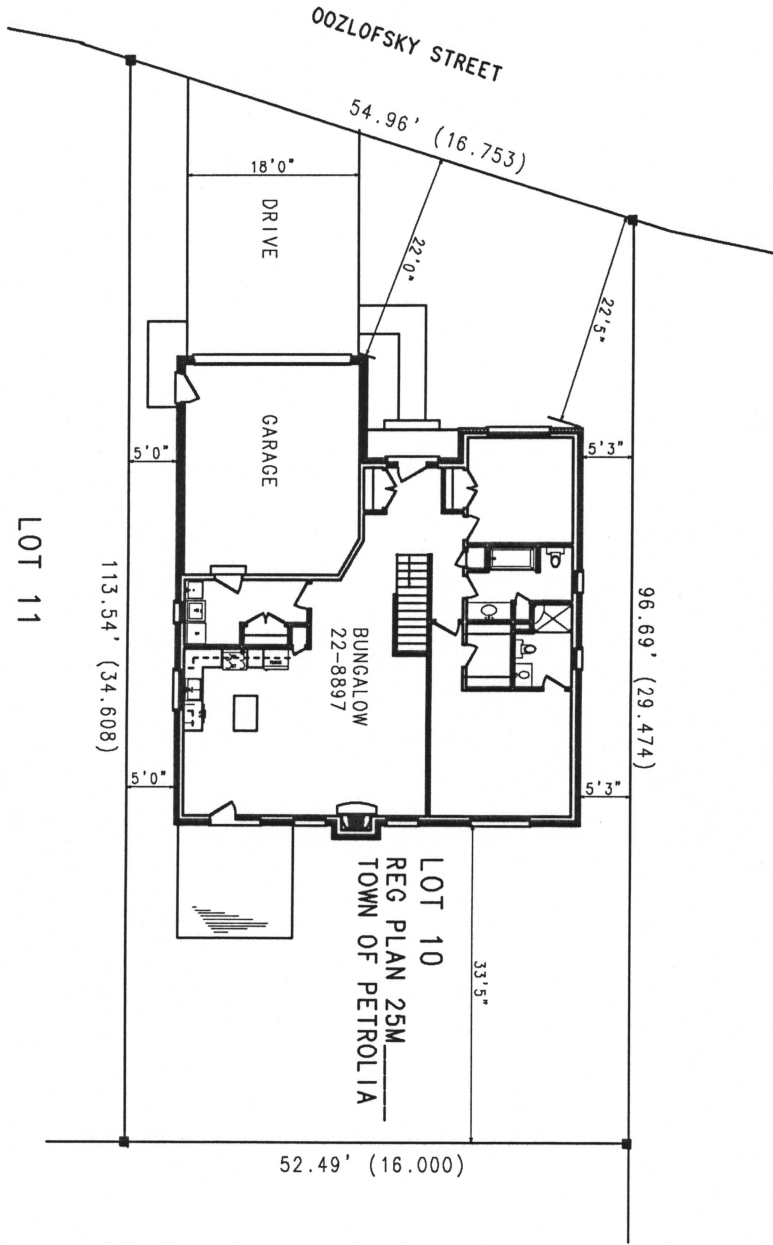 OOZLOFSKY STREET
54.96' (16.753)
18'0"
DRIVE
22'0"
22'5"
GARAGE
5'0"
5'3"
LOT 11
113.54' (34.608)
96.69' (29.474)
BUNGALOW
22-8897
5'0"
5'3"
LOT 10
REG PLAN 25M____
TOWN OF PETROLIA
33'5"
52.49' (16.000)